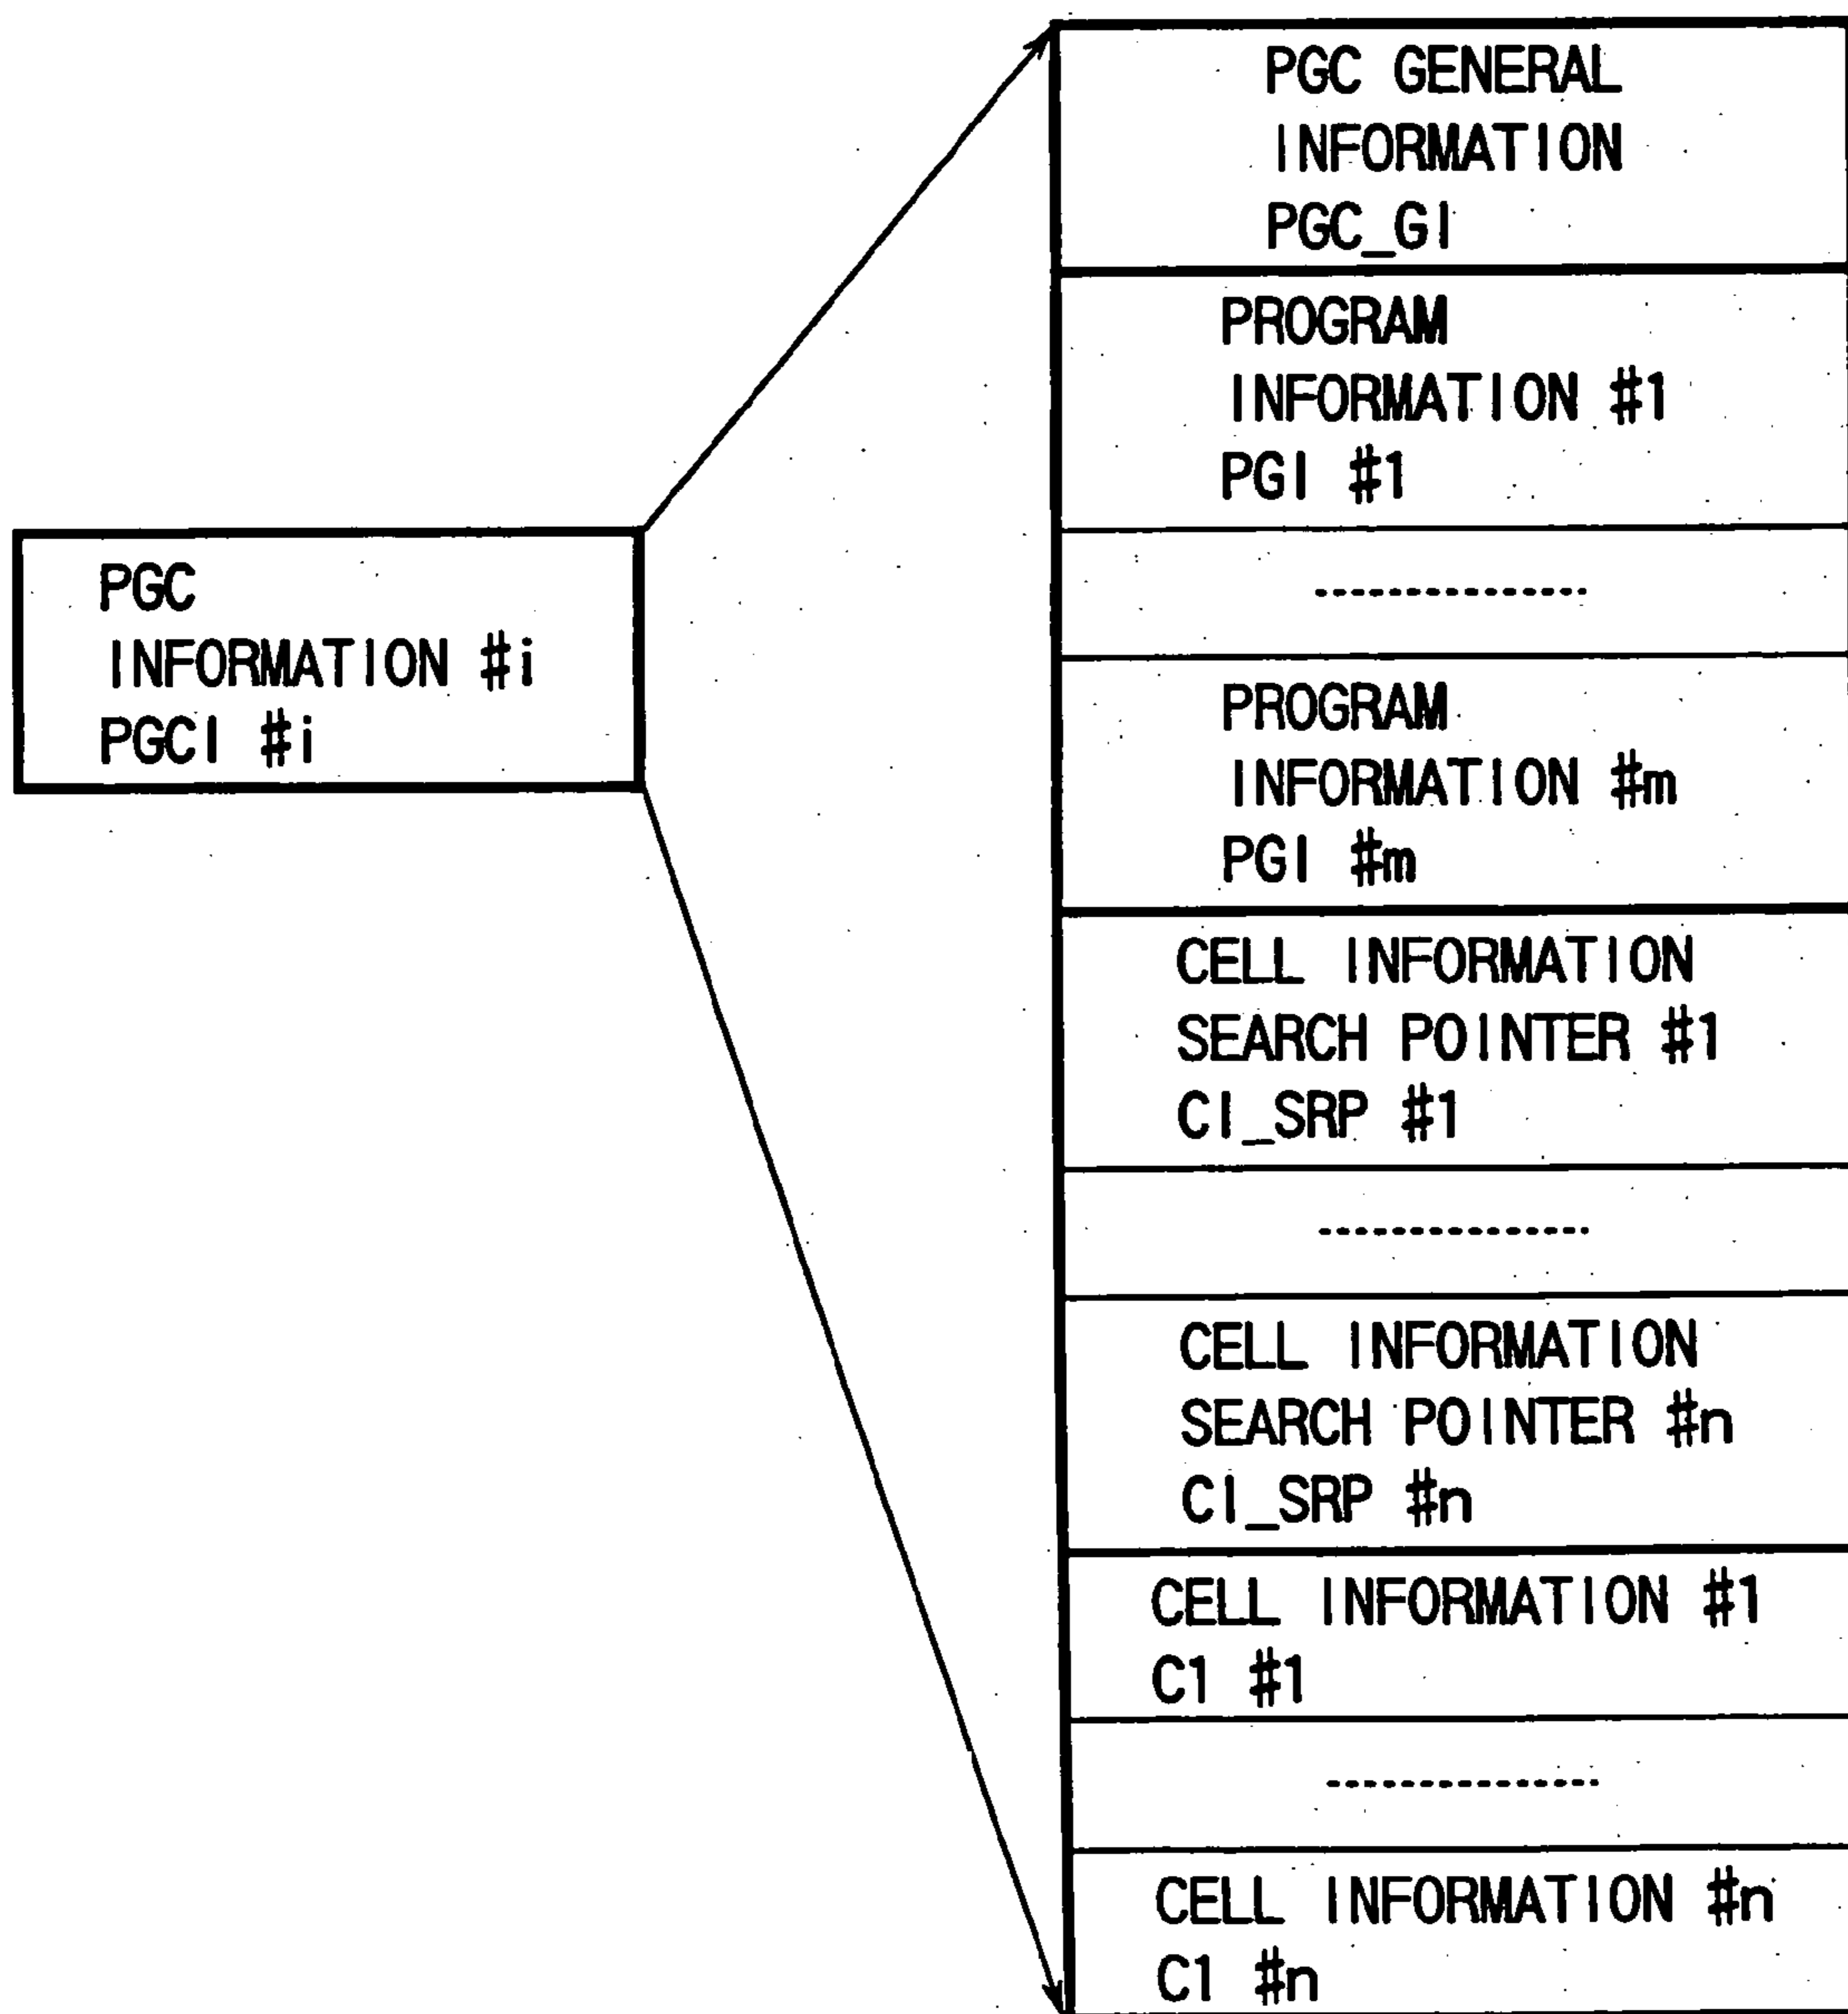 PGC
INFORMATION #i
PGCI #i
PGC GENERAL
INFORMATION
PGC_GI
PROGRAM
INFORMATION #1
PGI #1
PROGRAM
INFORMATION #m
PGI #m
CELL INFORMATION
SEARCH POINTER #1
CI_SRP #1
CELL INFORMATION
SEARCH POINTER #n
CI_SRP #n
CELL INFORMATION #1
C1 #1
CELL INFORMATION #n
C1 #n